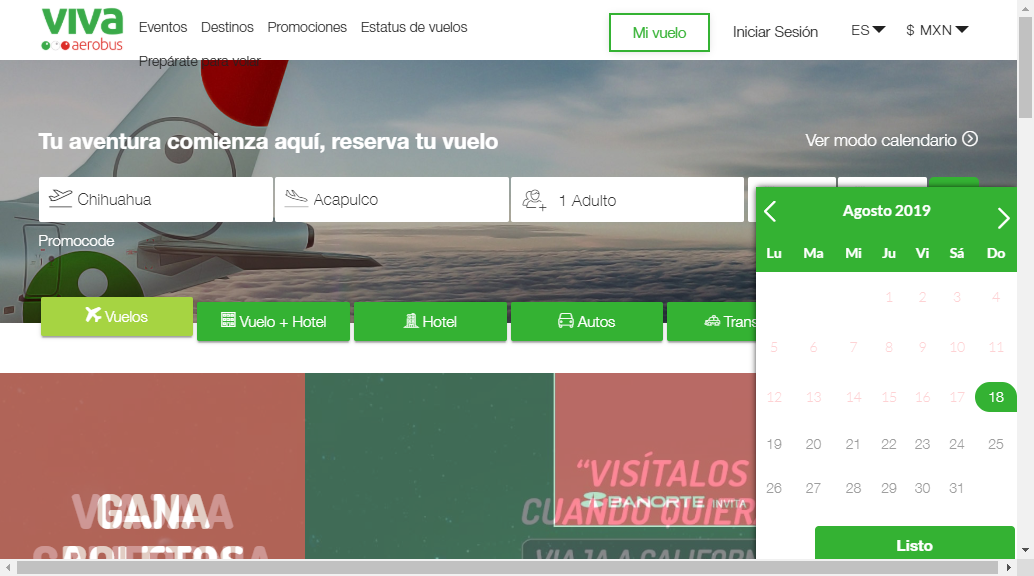 viva
aerobus
Eventos Destinos Promociones Estatus de vuelos
Prepárate para volar
Mi vuelo
Iniciar Sesión
ES
$ MXN
Tu aventura comienza aquí, reserva tu vuelo
Ver modo calendario
Chihuahua
Acapulco
1 Adulto
Promocode
Vuelos
Vuelo + Hotel
Hotel
Autos
Trans
Agosto 2019
Lu Ma Mi Ju Vi Sá Do
1 2 3 4
5 6 7 8 9 10 11
12 13 14 15 16 17 18
19 20 21 22 23 24 25
26 27 28 29 30 31
Listo
GANA
BOLETOS
“VISÍTALOS
CUANDO QUIER
BANORTE INVITA
VIAJA A CALIFORN